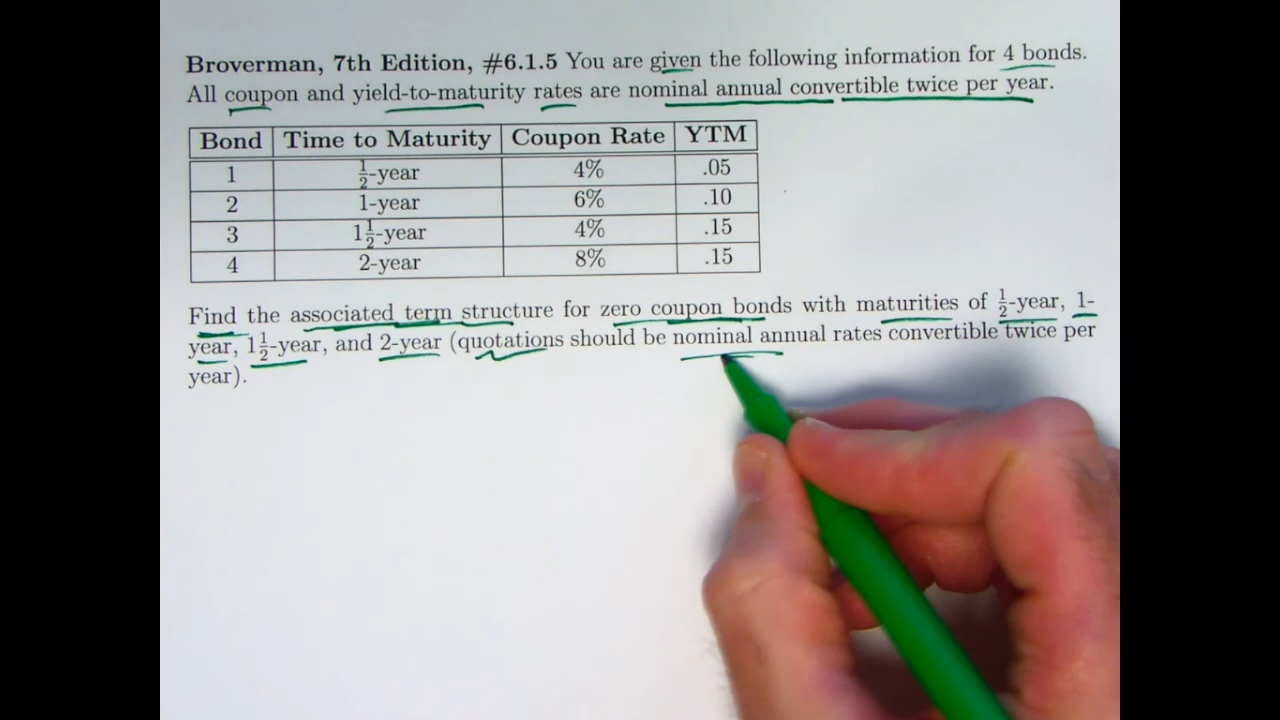 Broverman, 7th Edition, #6.1.5 You are given the following information for 4 bonds.
All coupon and yield-to-maturity rates are nominal annual convertible twice per year.
Bond Time to Maturity Coupon Rate YTM
1 1/2-year 4% .05
2 1-year 6% .10
3 1 1/2-year 4% .15
4 2-year 8% .15
Find the associated term structure for zero coupon bonds with maturities of 1/2-year, 1-
year, 1 1/2-year, and 2-year (quotations should be nominal annual rates convertible twice per
year).